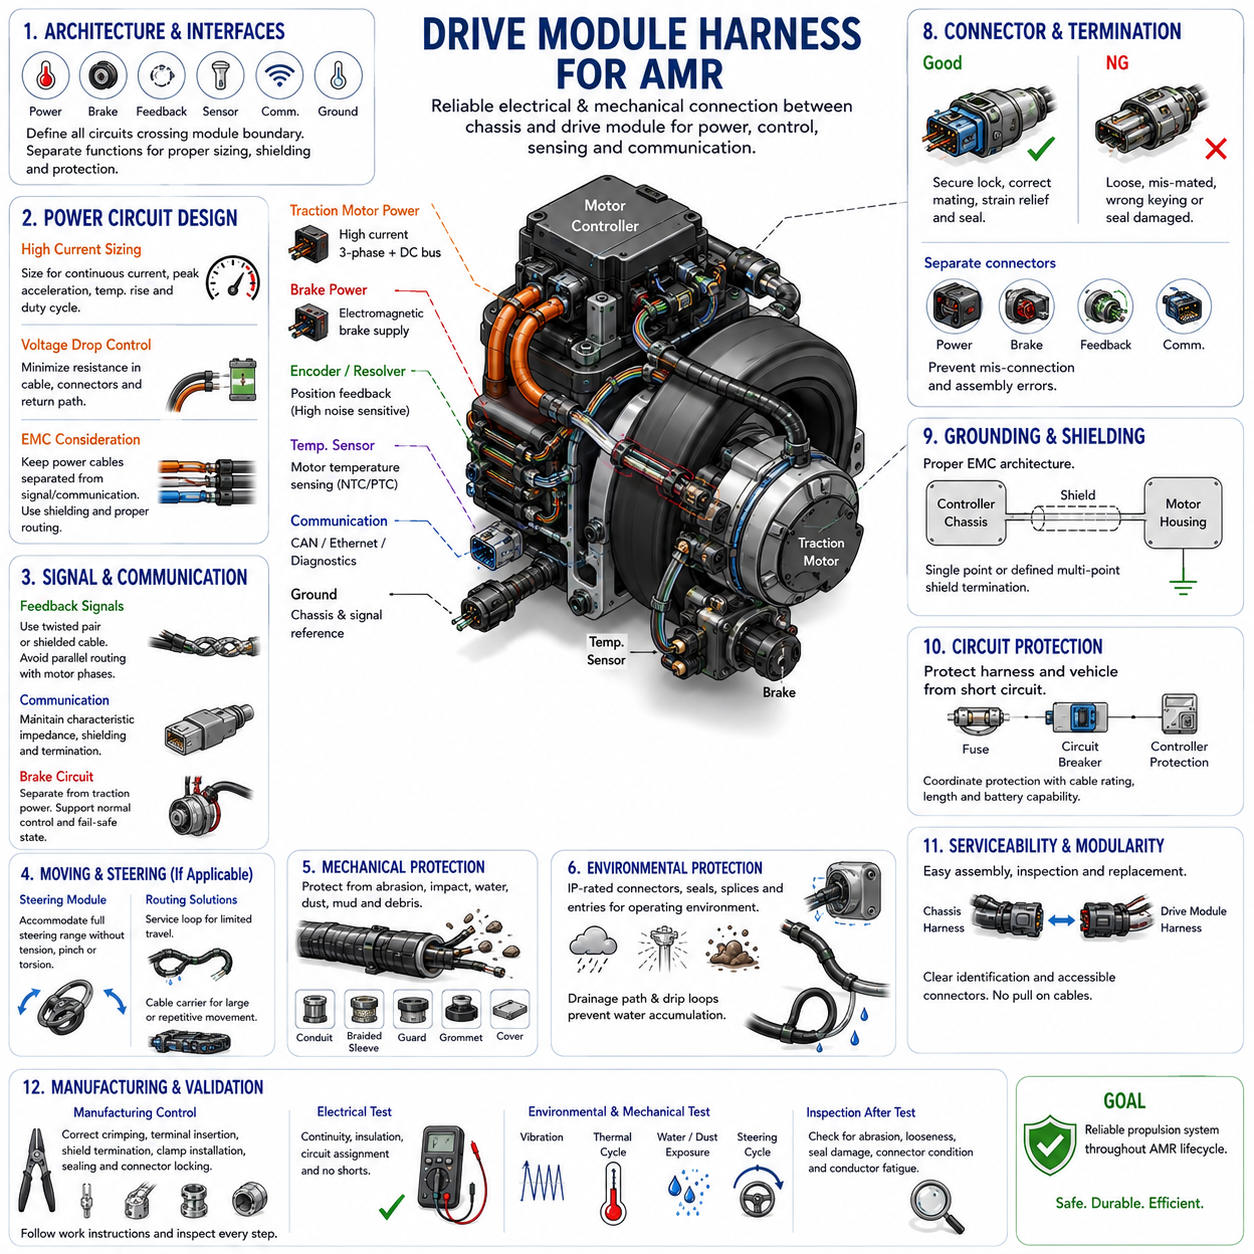 DRIVE MODULE HARNESS
FOR AMR
Reliable electrical & mechanical connection between
chassis and drive module for power, control,
sensing and communication.
1. ARCHITECTURE & INTERFACES
Power
Brake
Feedback
Sensor
Comm.
Ground
Define all circuits crossing module boundary.
Separate functions for proper sizing, shielding
and protection.
2. POWER CIRCUIT DESIGN
High Current Sizing
Size for continuous current, peak
acceleration, temp. rise and
duty cycle.
Voltage Drop Control
Minimize resistance in
cable, connectors and
return path.
EMC Consideration
Keep power cables
separated from
signal/communication.
Use shielding and proper
routing.
3. SIGNAL & COMMUNICATION
Feedback Signals
Use twisted pair
or shielded cable.
Avoid parallel routing
with motor phases.
Communication
Maintain characteristic
impedance, shielding
and termination.
Brake Circuit
Separate from traction
power. Support normal
control and fail-safe
state.
Traction Motor Power
High current
3-phase + DC bus
Brake Power
Electromagnetic
brake supply
Encoder / Resolver
Position feedback
(High noise sensitive)
Temp. Sensor
Motor temperature
sensing (NTC/PTC)
Communication
CAN / Ethernet /
Diagnostics
Ground
Chassis & signal
reference
Motor
Controller
Traction
Motor
Temp.
Sensor
Brake
4. MOVING & STEERING (If Applicable)
Steering Module
Accommodate full
steering range without
tension, pinch or
torsion.
Routing Solutions
Service loop for limited
travel.
Cable carrier for large
or repetitive movement.
5. MECHANICAL PROTECTION
Protect from abrasion, impact, water,
dust, mud and debris.
Conduit
Braided
Sleeve
Guard
Grommet
Cover
6. ENVIRONMENTAL PROTECTION
IP-rated connectors, seals, splices and
entries for operating environment.
Drainage path & drip loops
prevent water accumulation.
8. CONNECTOR & TERMINATION
Good
NG
Secure lock, correct
mating, strain relief
and seal.
Loose, mis-mated,
wrong keying or
seal damaged.
Separate connectors
Power
Brake
Feedback
Comm.
Prevent mis-connection
and assembly errors.
9. GROUNDING & SHIELDING
Proper EMC architecture.
Controller
Chassis
Shield
Motor
Housing
Single point or defined multi-point
shield termination.
10. CIRCUIT PROTECTION
Protect harness and vehicle
from short circuit.
Fuse
Circuit
Breaker
Controller
Protection
Coordinate protection with cable rating,
length and battery capability.
11. SERVICEABILITY & MODULARITY
Easy assembly, inspection and replacement.
Chassis
Harness
Drive Module
Harness
Clear identification and accessible
connectors. No pull on cables.
12. MANUFACTURING & VALIDATION
Manufacturing Control
Correct crimping, terminal insertion,
shield termination, clamp installation,
sealing and connector locking.
Follow work instructions and inspect every step.
Electrical Test
Continuity, insulation,
circuit assignment
and no shorts.
Environmental & Mechanical Test
Vibration
Thermal
Cycle
Water / Dust
Exposure
Steering
Cycle
Inspection After Test
Check for abrasion, looseness,
seal damage, connector condition
and conductor fatigue.
GOAL
Reliable propulsion system
throughout AMR lifecycle.
Safe. Durable. Efficient.